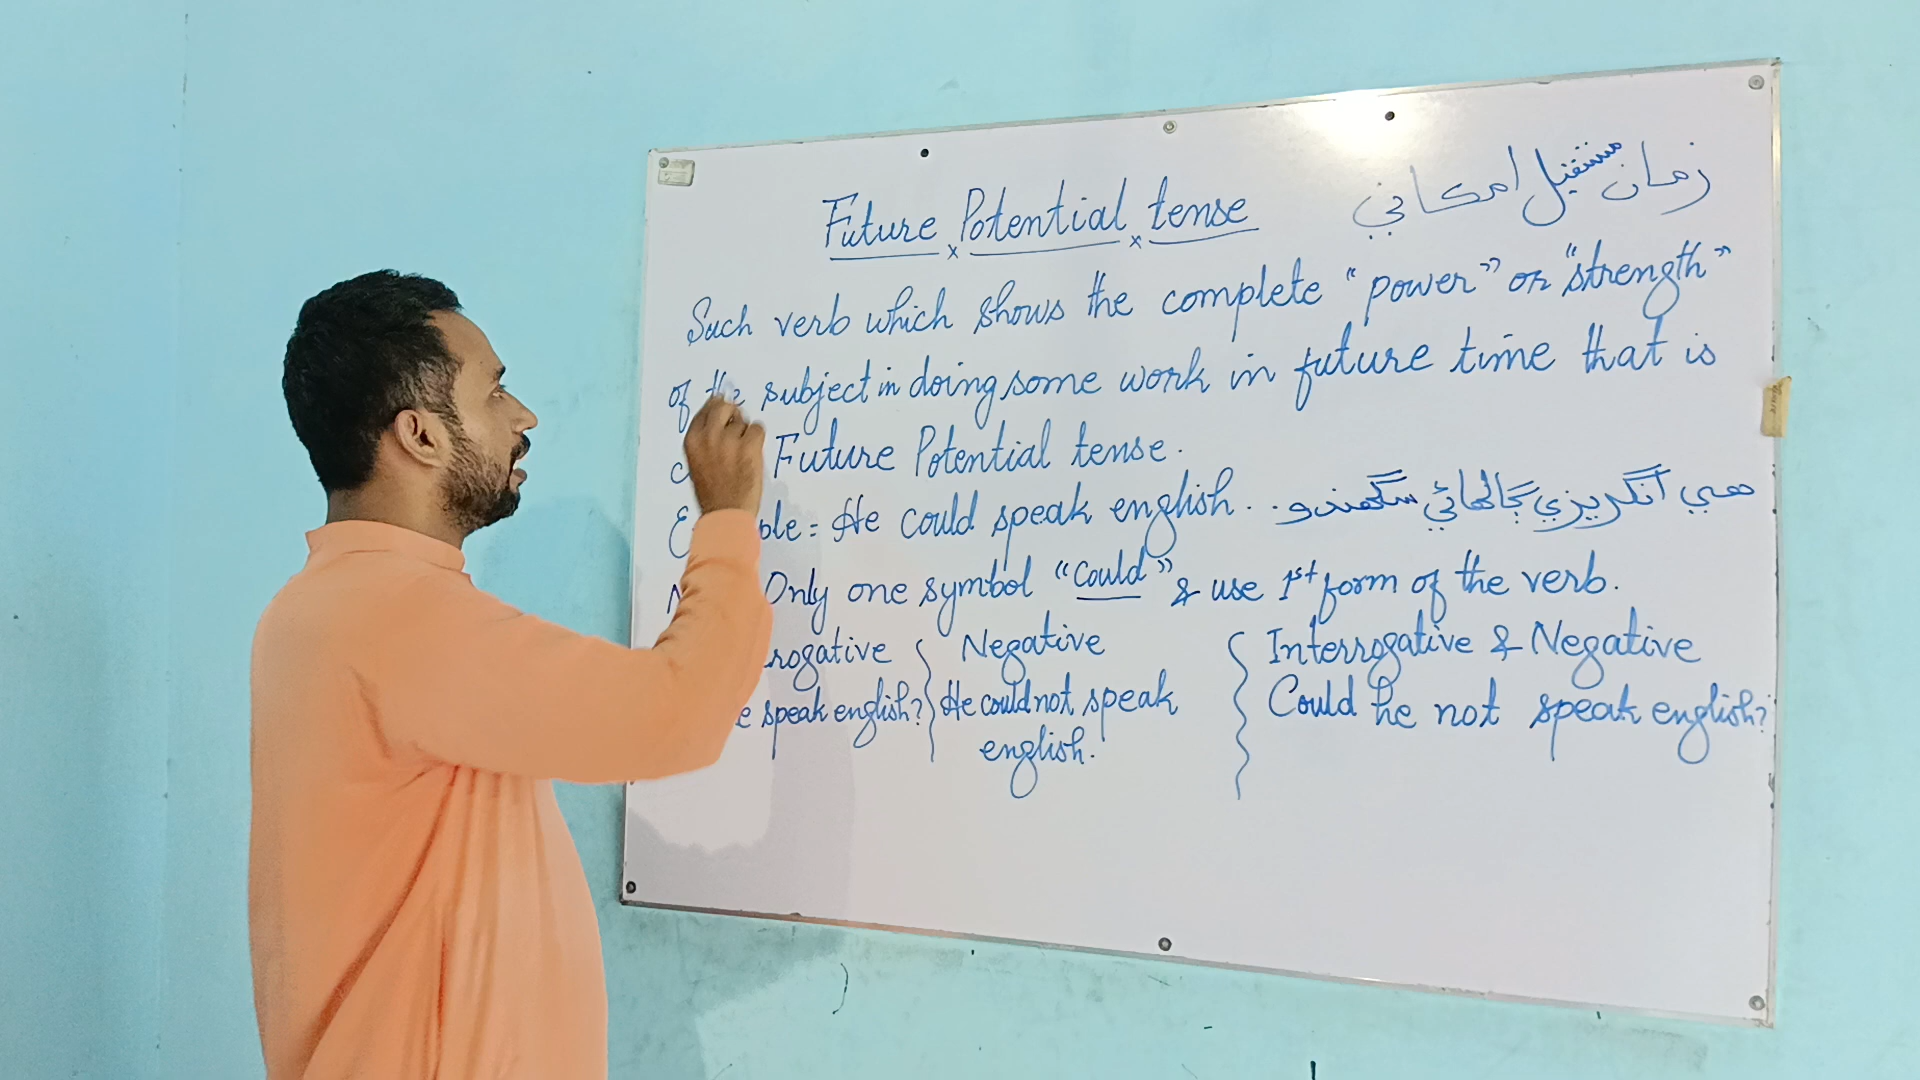 Future Potential tense زمان مستقبل امڪاني
Such verb which shows the complete "power" or "strength"
of the subject in doing some work in future time that is
Future Potential tense.
ple = He could speak english. . هي انگريزي ڳالهائي سگهندو
Only one symbol "Could" & use 1st form of the verb.
rogative Negative Interrogative & Negative
e speak english? He could not speak Could he not speak english?
english.